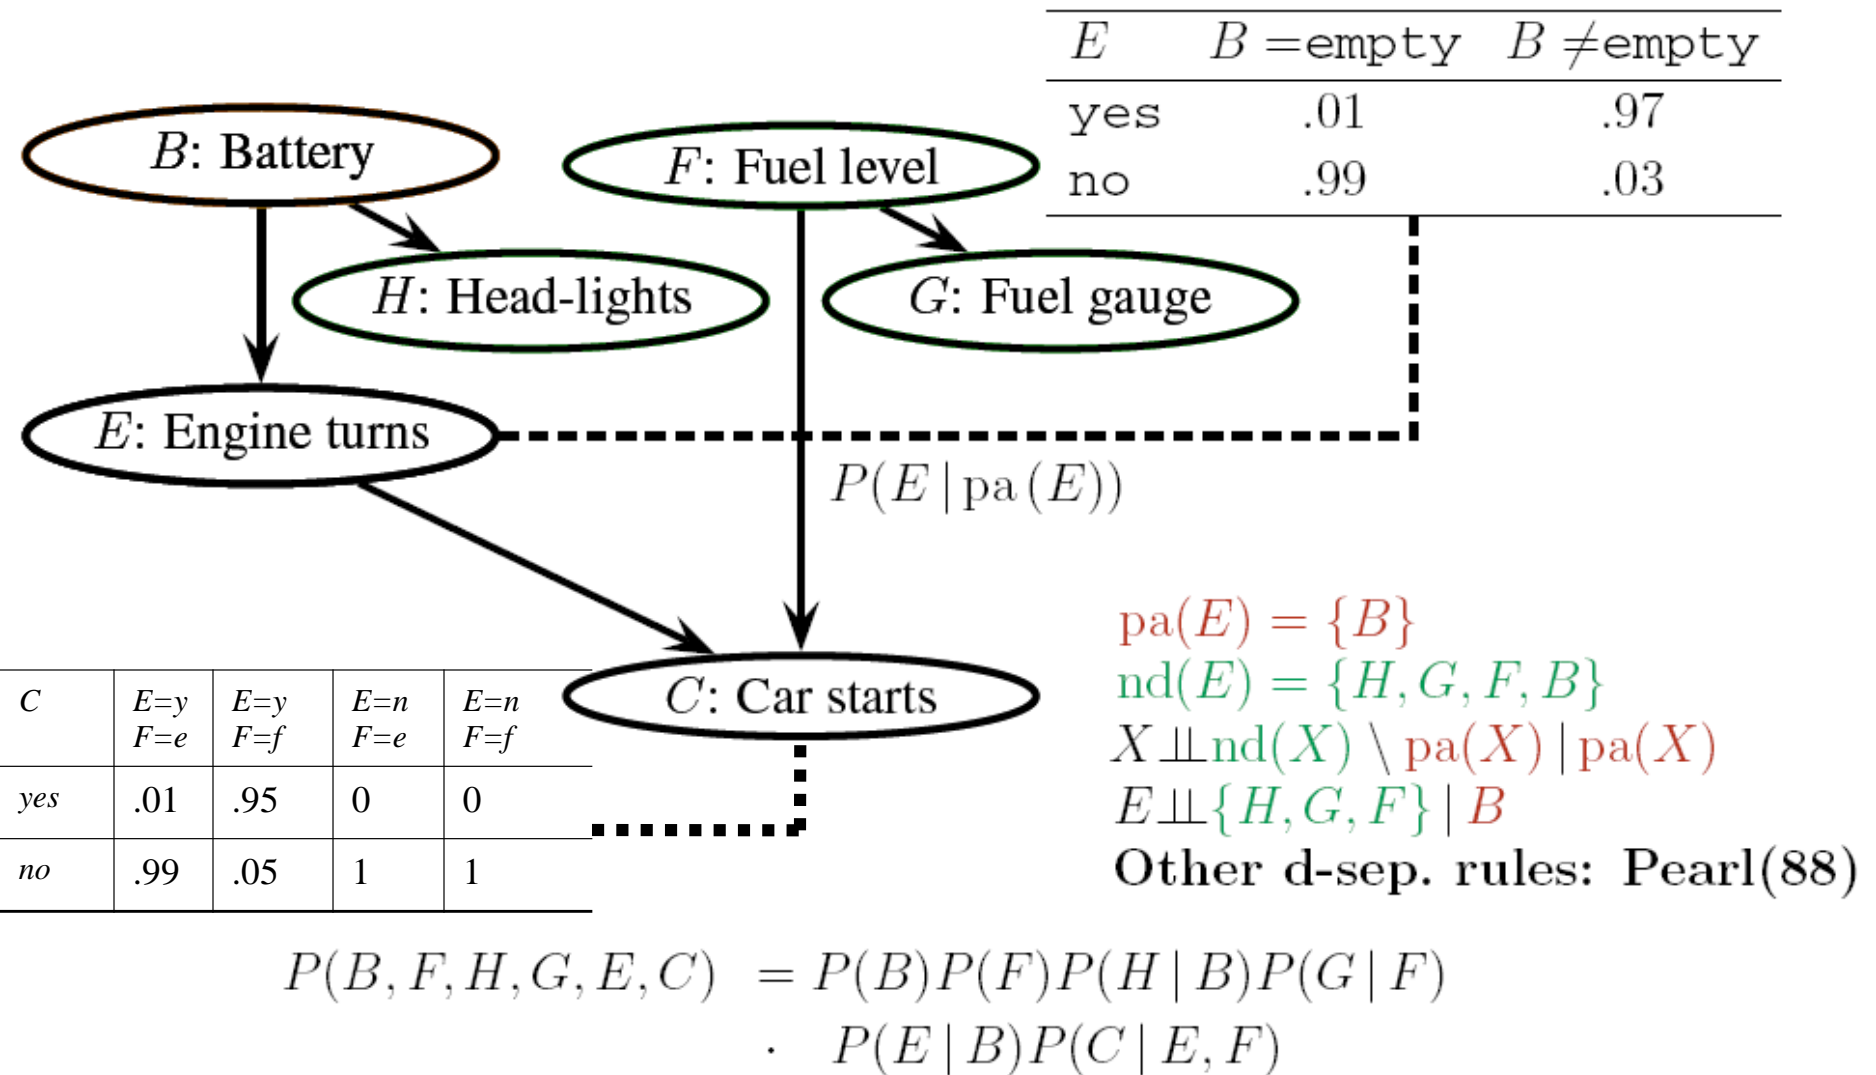 E B =empty B ≠empty
yes .01 .97
no .99 .03
B: Battery
F: Fuel level
H: Head-lights
G: Fuel gauge
E: Engine turns
P(E | pa (E))
C: Car starts
C E=y F=e E=y F=f E=n F=e E=n F=f
yes .01 .95 0 0
no .99 .05 1 1
pa(E) = {B}
nd(E) = {H, G, F, B}
X ⫫ nd(X) \ pa(X) | pa(X)
E ⫫ {H, G, F} | B
Other d-sep. rules: Pearl(88)
P(B, F, H, G, E, C) = P(B)P(F)P(H | B)P(G | F)
· P(E | B)P(C | E, F)